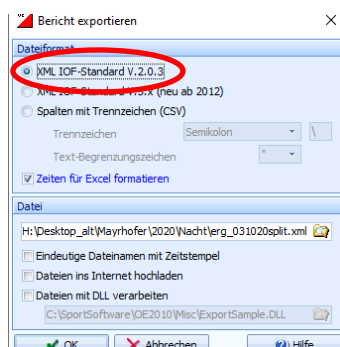 Bericht exportieren
Dateiformat
XML IOF-Standard V.2.0.3
XML IOF-Standard V.3.x (neu ab 2012)
Spalten mit Trennzeichen (CSV)
Trennzeichen Semikolon \
Text-Begrenzungszeichen "
Zeiten für Excel formatieren
Datei
H:\Desktop_alt\Mayrhofer\2020\Nacht\erg_031020split.xml
Eindeutige Dateinamen mit Zeitstempel
Dateien ins Internet hochladen
Dateien mit DLL verarbeiten
C:\SportSoftware\OE2010\Misc\ExportSample.DLL
OK Abbrechen Hilfe